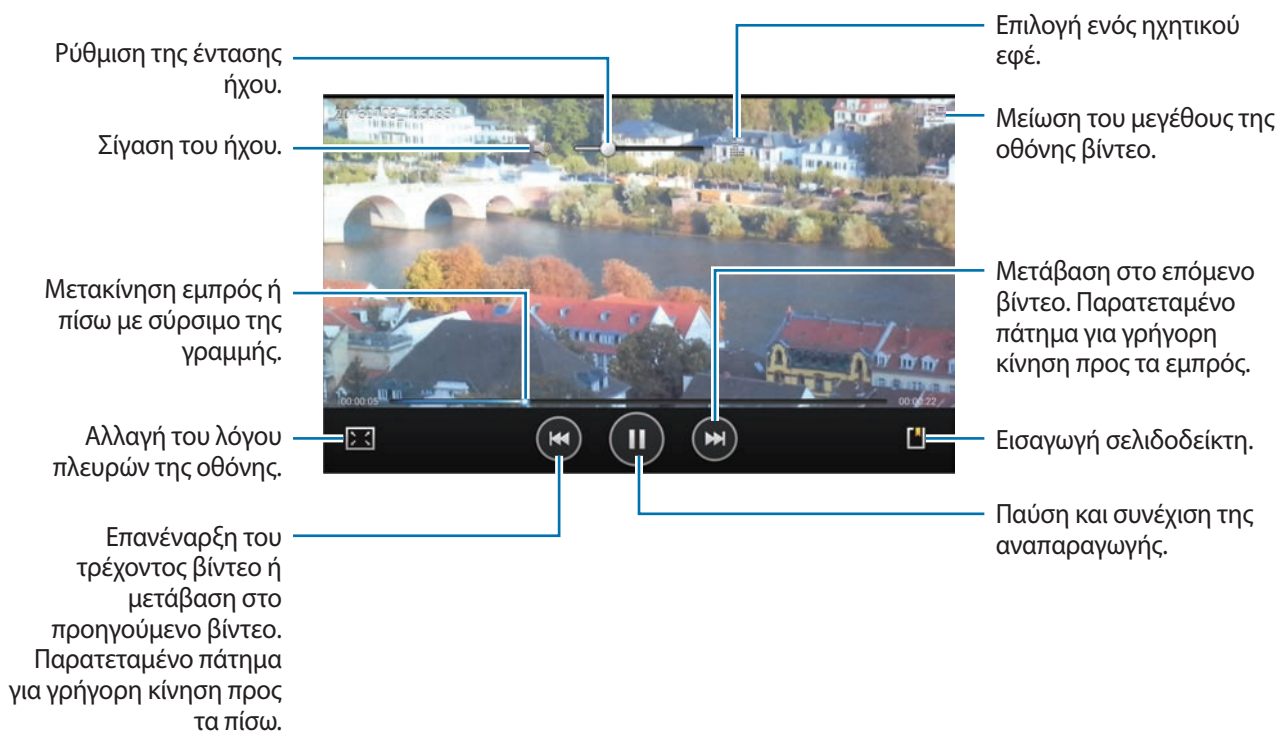 Ρύθμιση της έντασης
ήχου.
Σίγαση του ήχου.
Μετακίνηση εμπρός ή
πίσω με σύρσιμο της
γραμμής.
Αλλαγή του λόγου
πλευρών της οθόνης.
Επανέναρξη του
τρέχοντος βίντεο ή
μετάβαση στο
προηγούμενο βίντεο.
Παρατεταμένο πάτημα
για γρήγορη κίνηση προς
τα πίσω.
00:00:05
00:00:22
Επιλογή ενός ηχητικού
εφέ.
Μείωση του μεγέθους της
οθόνης βίντεο.
Μετάβαση στο επόμενο
βίντεο. Παρατεταμένο
πάτημα για γρήγορη
κίνηση προς τα εμπρός.
Εισαγωγή σελιδοδείκτη.
Παύση και συνέχιση της
αναπαραγωγής.